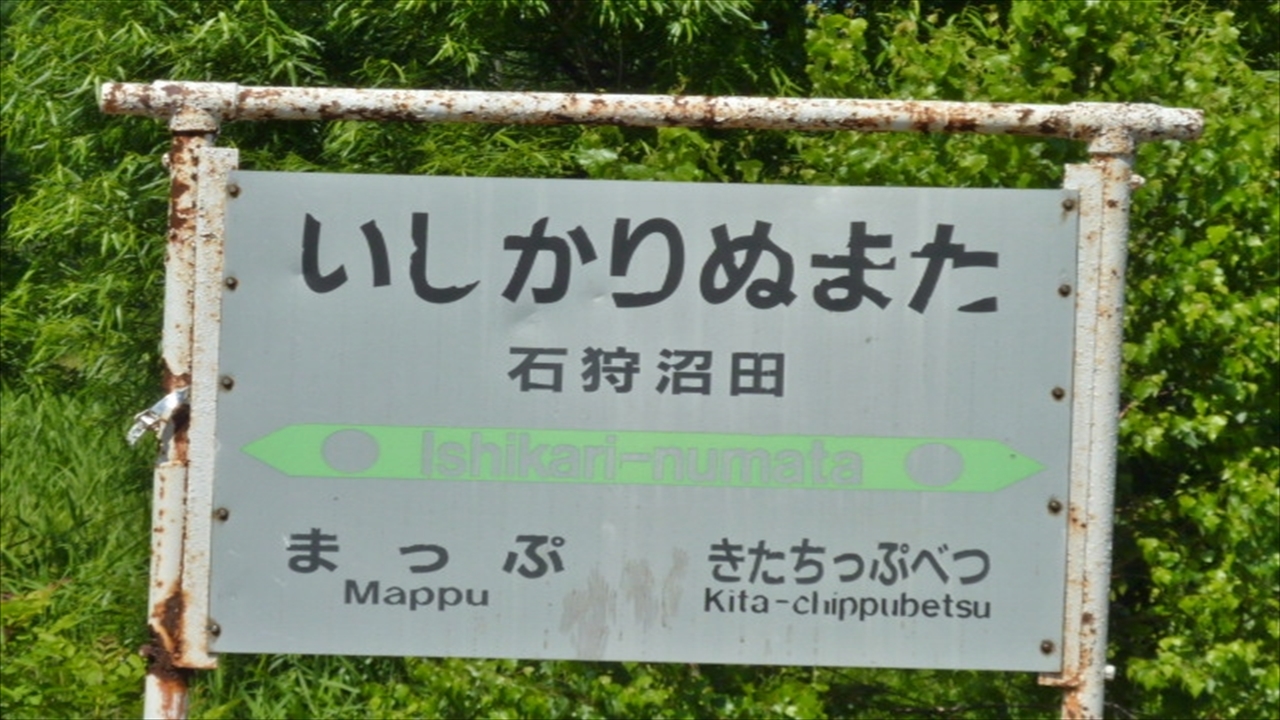 いしかりぬまた
石狩沼田
Ishikari-numata
まっぷ きたちっぷべつ
Mappu Kita-chippubetsu